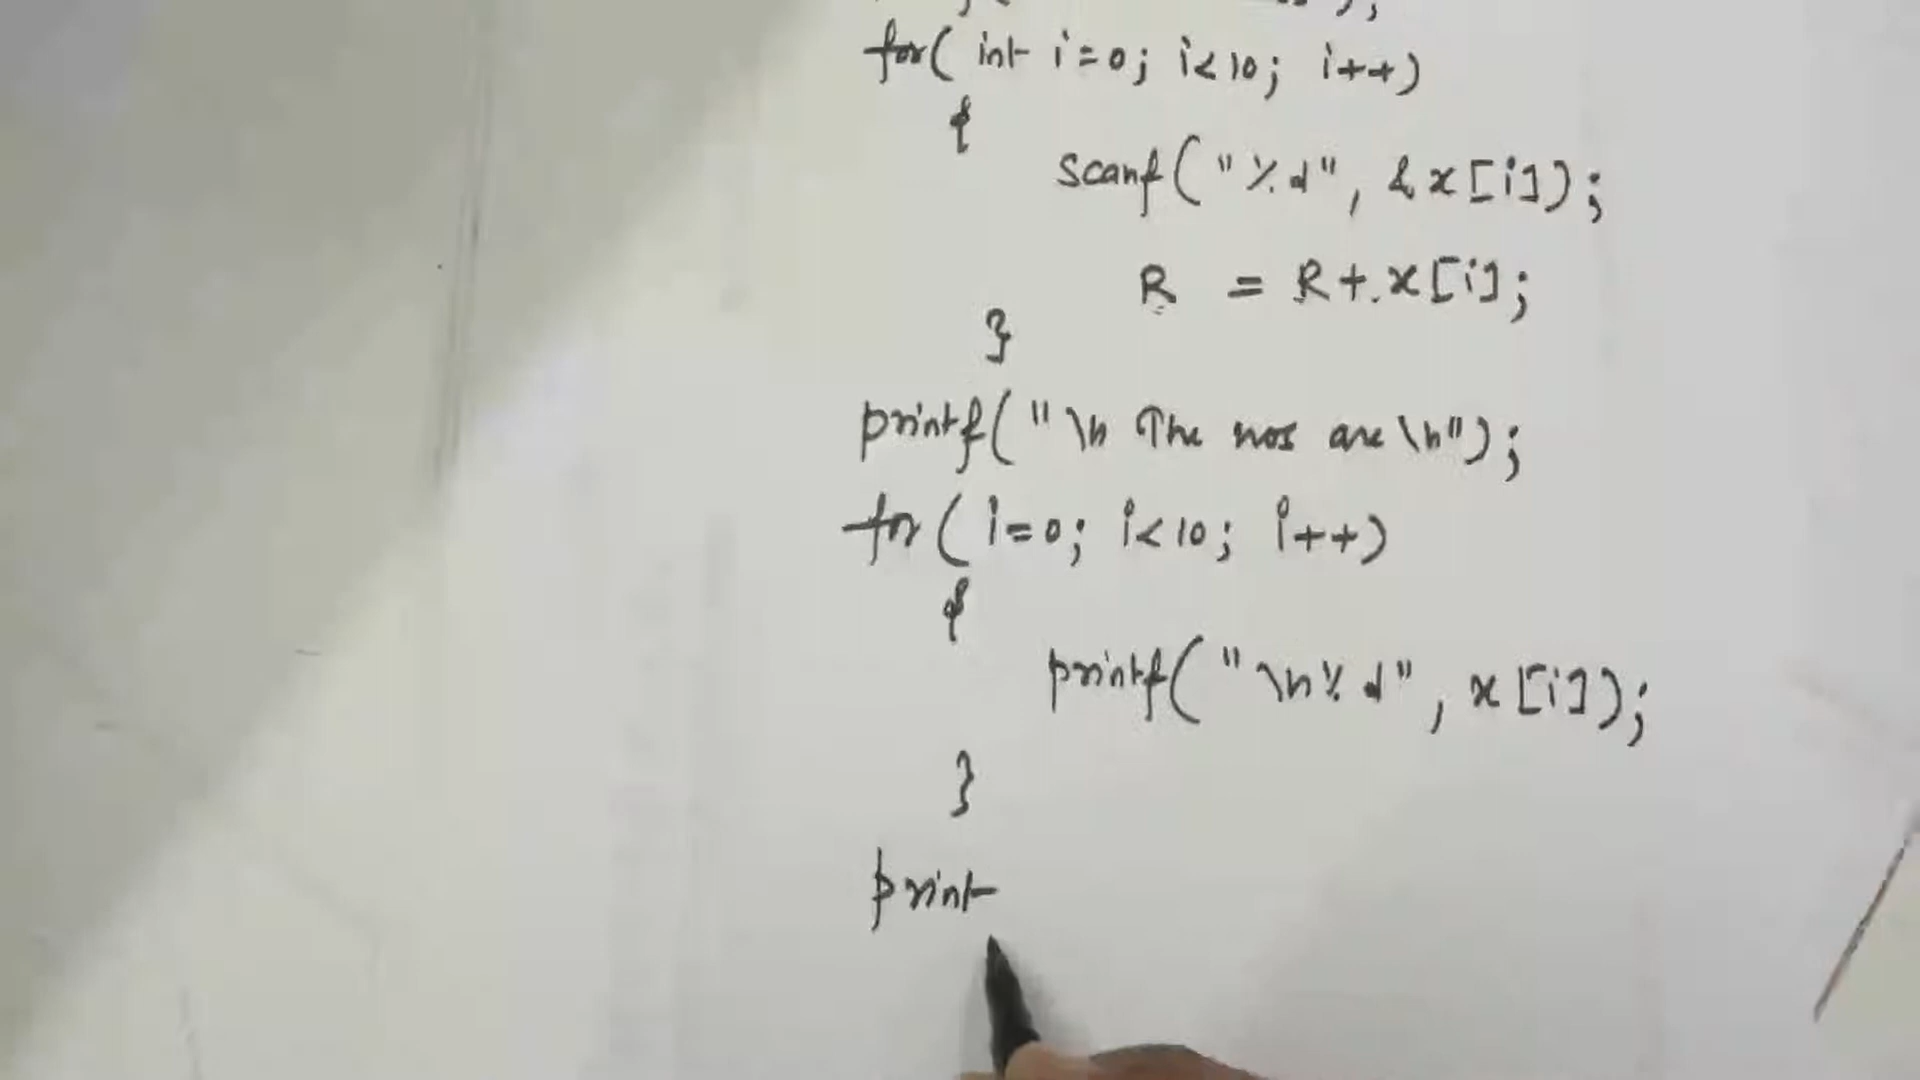 for( int i=0; i<10; i++)
{
scanf("%d", &x[i]);
R = R+x[i];
}
printf("\n The nos are \n");
for( i=0; i<10; i++)
{
printf("\n%d", x[i]);
}
print